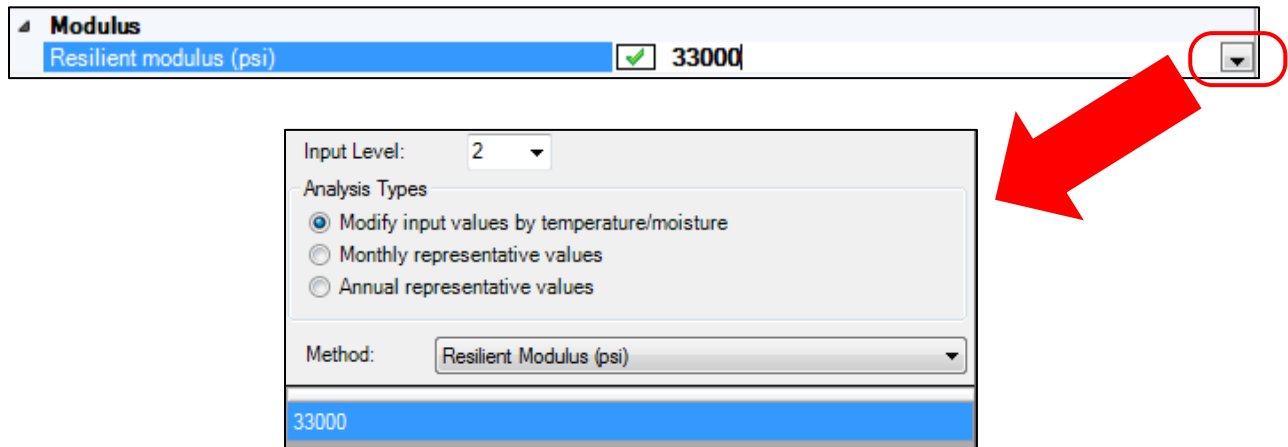 Modulus
Resilient modulus (psi) 33000
Input Level: 2
Analysis Types
Modify input values by temperature/moisture
Monthly representative values
Annual representative values
Method: Resilient Modulus (psi)
33000